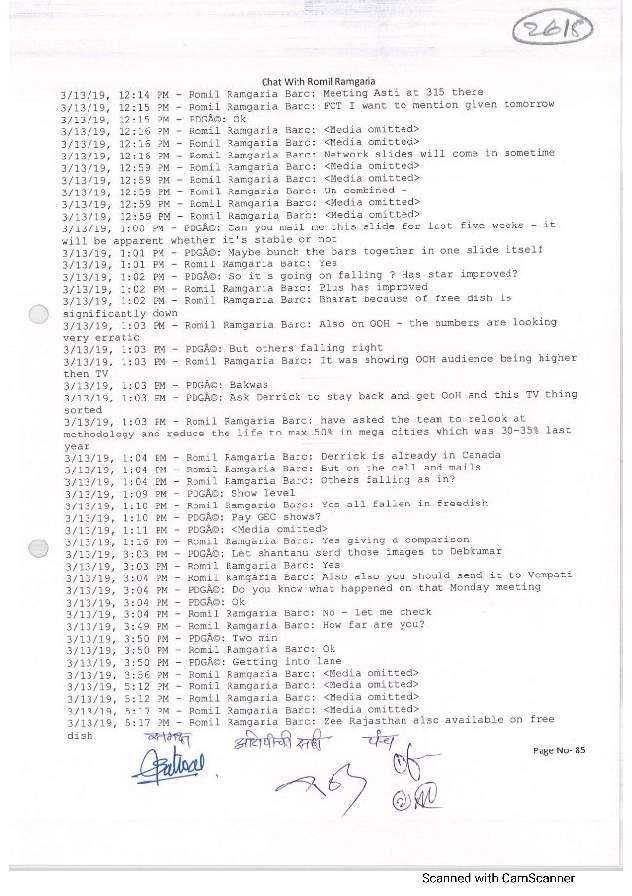 2618
Chat With Romil Ramgaria
3/13/19, 12:14 PM - Romil Ramgaria Barc: Meeting Asti at 315 there
3/13/19, 12:15 PM - Romil Ramgaria Barc: FCT I want to mention given tomorrow
3/13/19, 12:15 PM - PDGÃ©: Ok
3/13/19, 12:16 PM - Romil Ramgaria Barc: <Media omitted>
3/13/19, 12:16 PM - Romil Ramgaria Barc: <Media omitted>
3/13/19, 12:16 PM - Romil Ramgaria Barc: Network slides will come in sometime
3/13/19, 12:59 PM - Romil Ramgaria Barc: <Media omitted>
3/13/19, 12:59 PM - Romil Ramgaria Barc: <Media omitted>
3/13/19, 12:59 PM - Romil Ramgaria Barc: Un combined -
3/13/19, 12:59 PM - Romil Ramgaria Barc: <Media omitted>
3/13/19, 12:59 PM - Romil Ramgaria Barc: <Media omitted>
3/13/19, 1:00 PM - PDGÃ©: Can you mail me this slide for last five weeks - it
will be apparent whether it's stable or not
3/13/19, 1:01 PM - PDGÃ©: Maybe bunch the bars together in one slide itself
3/13/19, 1:01 PM - Romil Ramgaria Barc: Yes
3/13/19, 1:02 PM - PDGÃ©: So it's going on falling ? Has star improved?
3/13/19, 1:02 PM - Romil Ramgaria Barc: Plus has improved
3/13/19, 1:02 PM - Romil Ramgaria Barc: Bharat because of free dish is
significantly down
3/13/19, 1:03 PM - Romil Ramgaria Barc: Also on OOH - the numbers are looking
very erratic
3/13/19, 1:03 PM - PDGÃ©: But others falling right
3/13/19, 1:03 PM - Romil Ramgaria Barc: It was showing OOH audience being higher
then TV
3/13/19, 1:03 PM - PDGÃ©: Bakwas
3/13/19, 1:03 PM - PDGÃ©: Ask Derrick to stay back and get OoH and this TV thing
sorted
3/13/19, 1:03 PM - Romil Ramgaria Barc: have asked the team to relook at
methodology and reduce the life to max 50% in mega cities which was 30-35% last
year
3/13/19, 1:04 PM - Romil Ramgaria Barc: Derrick is already in Canada
3/13/19, 1:04 PM - Romil Ramgaria Barc: But on the call and mails
3/13/19, 1:04 PM - Romil Ramgaria Barc: Others falling as in?
3/13/19, 1:09 PM - PDGÃ©: Show level
3/13/19, 1:10 PM - Romil Ramgaria Barc: Yes all fallen in freedish
3/13/19, 1:10 PM - PDGÃ©: Pay GEC shows?
3/13/19, 1:11 PM - PDGÃ©: <Media omitted>
3/13/19, 1:16 PM - Romil Ramgaria Barc: Yes giving a comparison
3/13/19, 3:03 PM - PDGÃ©: Let shantanu send those images to Debkumar
3/13/19, 3:03 PM - Romil Ramgaria Barc: Yes
3/13/19, 3:04 PM - Romil Ramgaria Barc: Also also you should send it to Vempati
3/13/19, 3:04 PM - PDGÃ©: Do you know what happened on that Monday meeting
3/13/19, 3:04 PM - PDGÃ©: Ok
3/13/19, 3:04 PM - Romil Ramgaria Barc: No - let me check
3/13/19, 3:49 PM - Romil Ramgaria Barc: How far are you?
3/13/19, 3:50 PM - PDGÃ©: Two min
3/13/19, 3:50 PM - Romil Ramgaria Barc: Ok
3/13/19, 3:50 PM - PDGÃ©: Getting into lane
3/13/19, 3:56 PM - Romil Ramgaria Barc: <Media omitted>
3/13/19, 5:12 PM - Romil Ramgaria Barc: <Media omitted>
3/13/19, 5:12 PM - Romil Ramgaria Barc: <Media omitted>
3/13/19, 5:17 PM - Romil Ramgaria Barc: <Media omitted>
3/13/19, 5:17 PM - Romil Ramgaria Barc: Zee Rajasthan also available on free
dish
समक्ष आरोपीची सही पंच
Page No- 85
Scanned with CamScanner